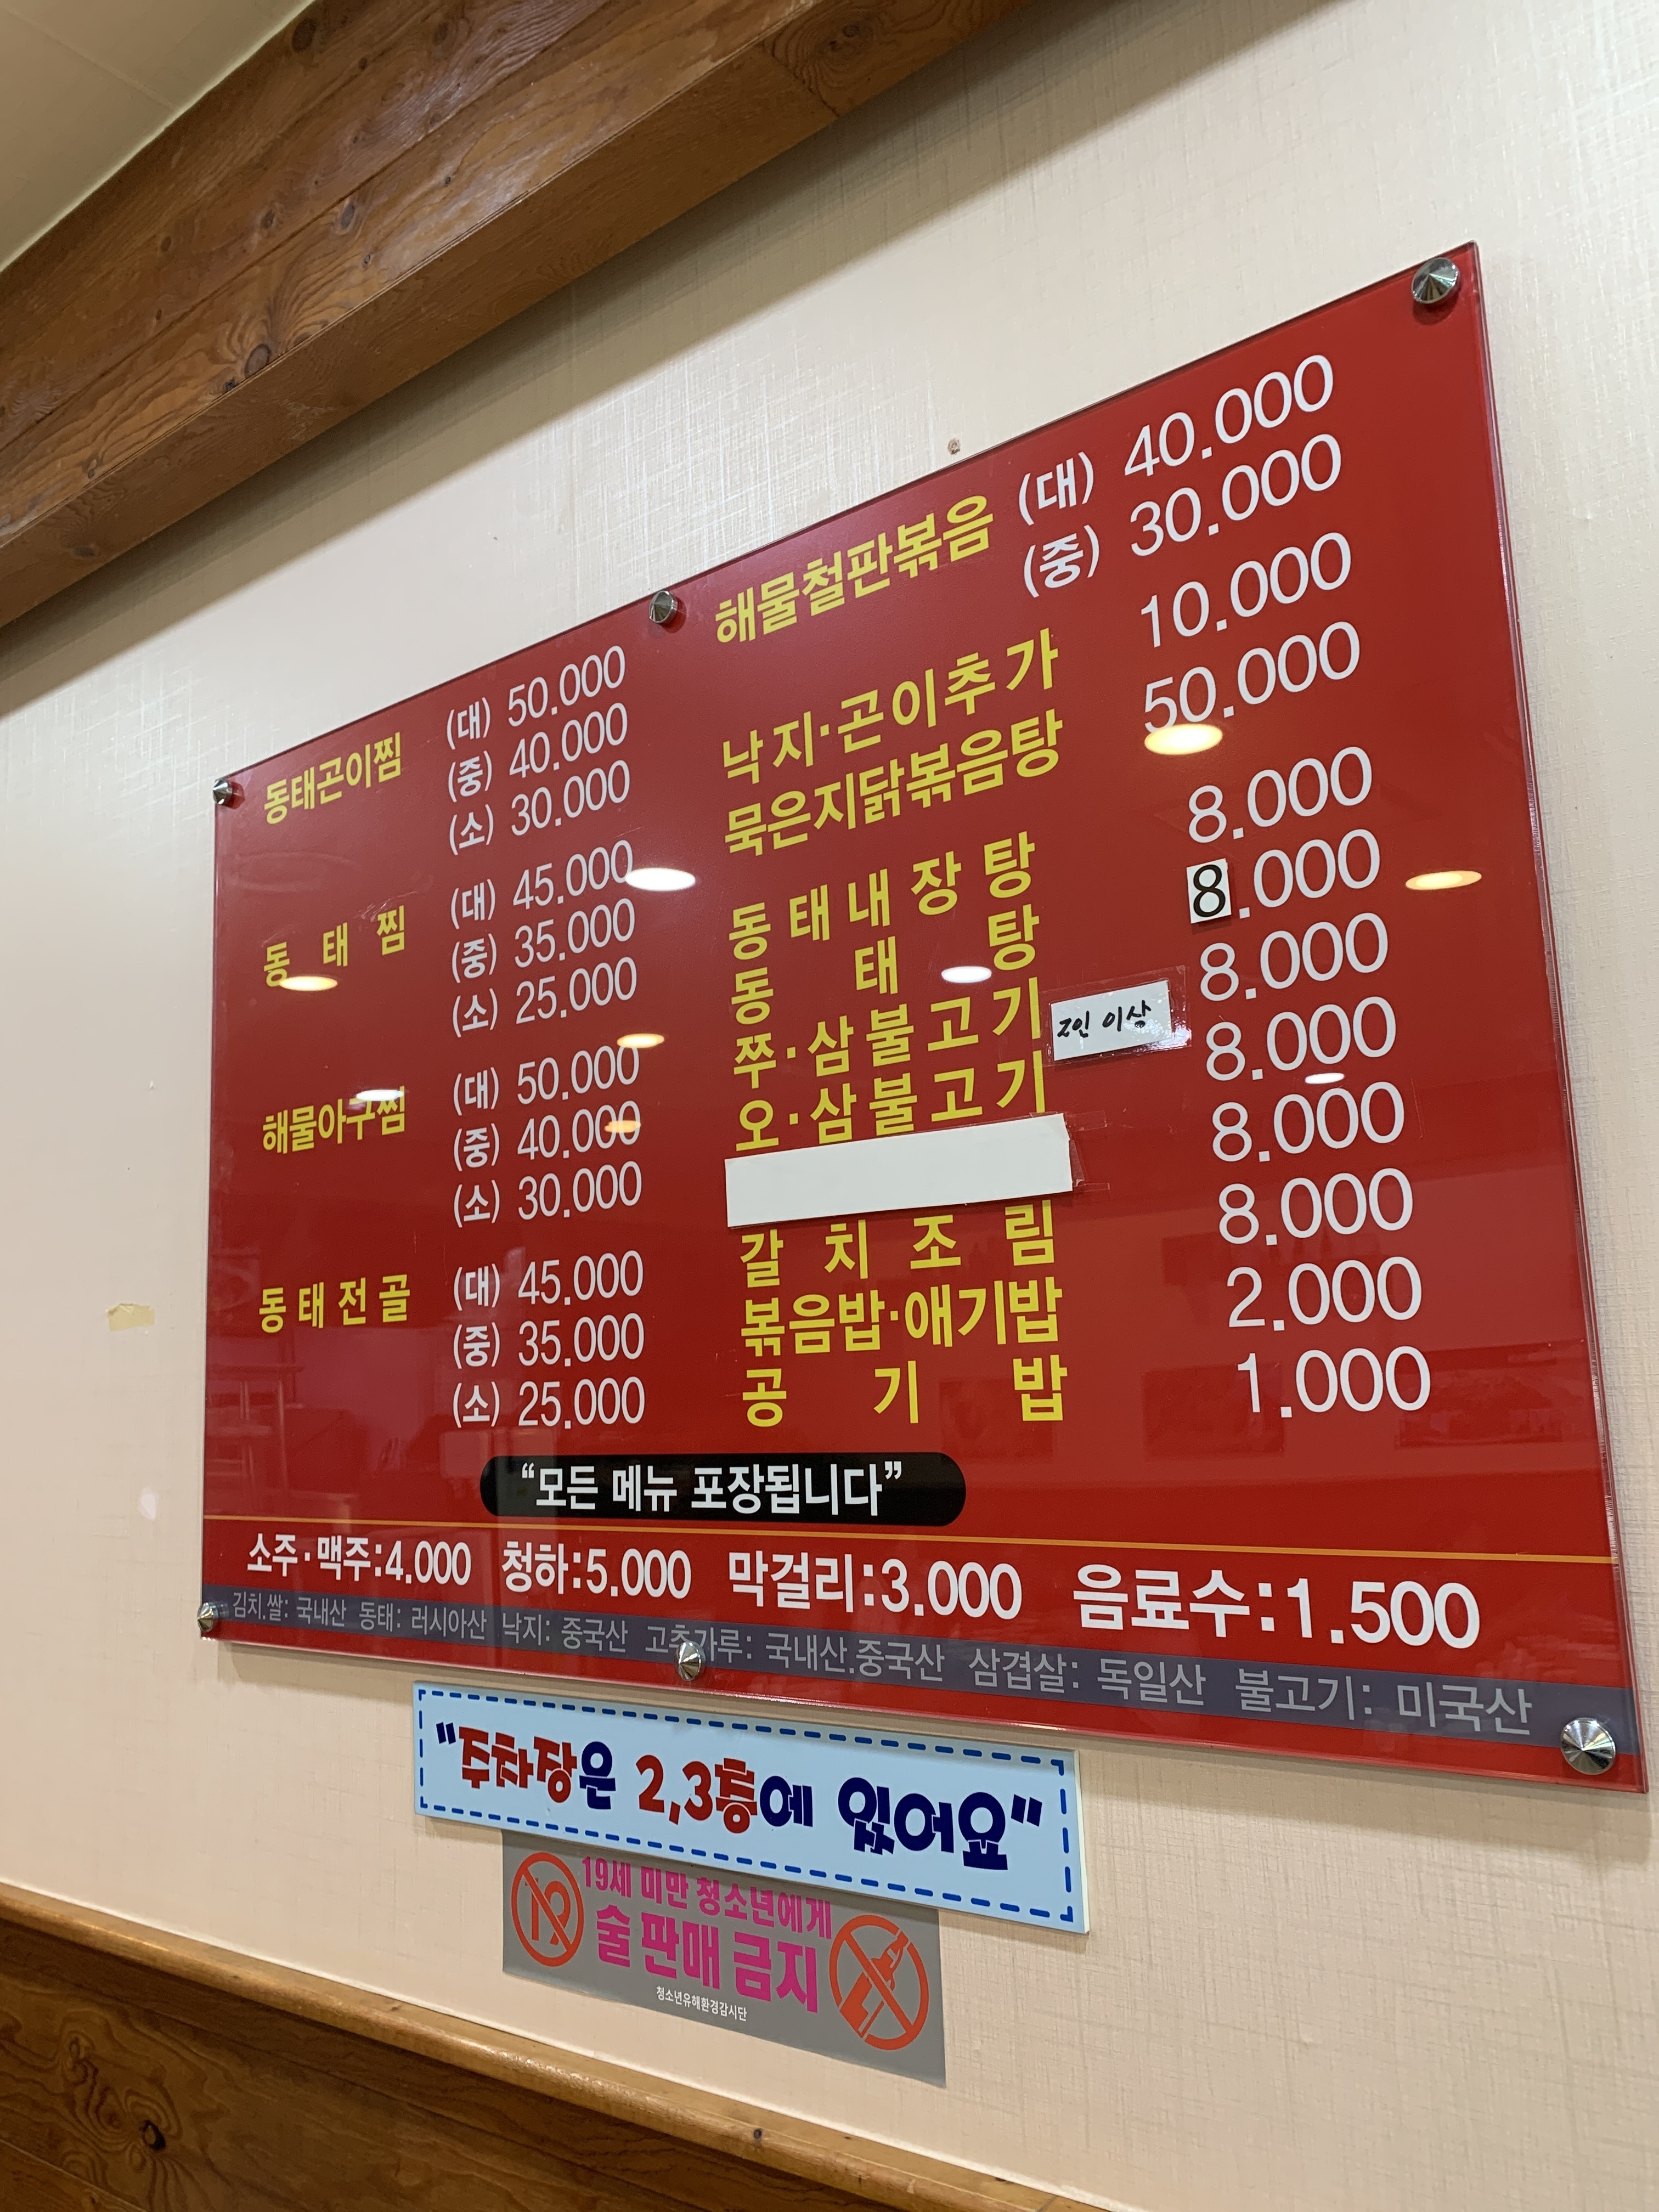 동태곤이찜 (대) 50.000
(중) 40.000
(소) 30.000
동태찜 (대) 45.000
(중) 35.000
(소) 25.000
해물아구찜 (대) 50.000
(중) 40.000
(소) 30.000
동태전골 (대) 45.000
(중) 35.000
(소) 25.000
해물철판볶음 (대) 40.000
(중) 30.000
낙지·곤이추가 10.000
묵은지닭볶음탕 50.000
동태내장탕 8.000
동태탕 8.000
쭈·삼불고기 2인 이상 8.000
오·삼불고기 8.000
8.000
갈치조림 8.000
볶음밥·애기밥 2.000
공기밥 1.000
“모든 메뉴 포장됩니다”
소주·맥주:4.000 청하:5.000 막걸리:3.000 음료수:1.500
김치.쌀: 국내산 동태: 러시아산 낙지: 중국산 고춧가루: 국내산.중국산 삼겹살: 독일산 불고기: 미국산
"주차장은 2,3층에 있어요"
19세 미만 청소년에게
술 판매 금지
청소년유해환경감시단